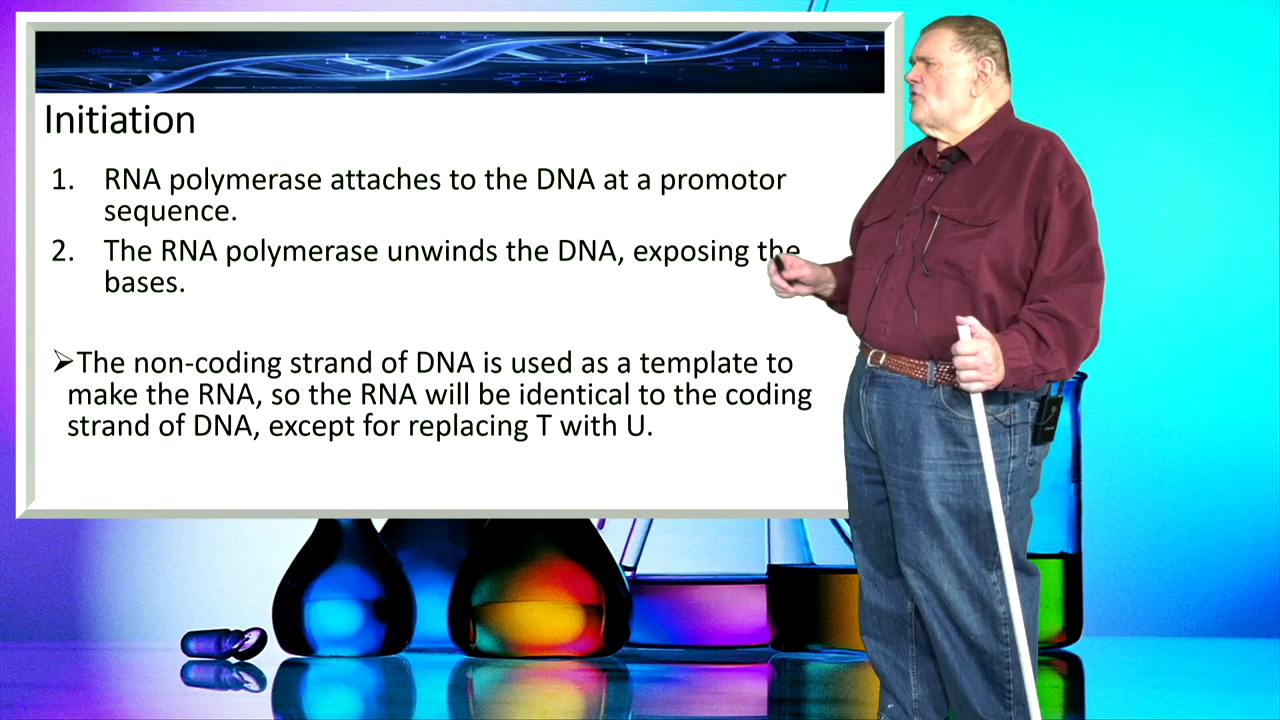 Initiation
1. RNA polymerase attaches to the DNA at a promotor
sequence.
2. The RNA polymerase unwinds the DNA, exposing the
bases.
➢The non-coding strand of DNA is used as a template to
make the RNA, so the RNA will be identical to the coding
strand of DNA, except for replacing T with U.